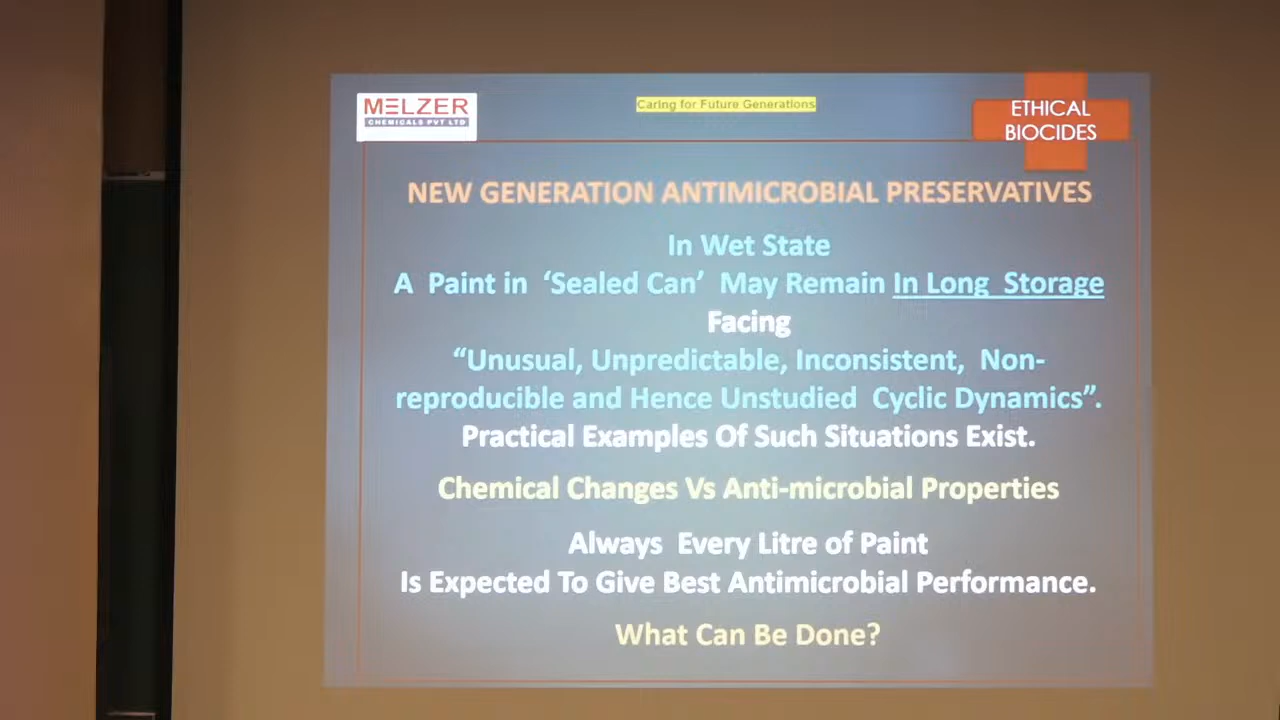 MELZER
CHEMICALS PVT LTD
Caring for Future Generations
ETHICAL
BIOCIDES
NEW GENERATION ANTIMICROBIAL PRESERVATIVES
In Wet State
A Paint in ‘Sealed Can’ May Remain In Long Storage
Facing
“Unusual, Unpredictable, Inconsistent, Non-
reproducible and Hence Unstudied Cyclic Dynamics”.
Practical Examples Of Such Situations Exist.
Chemical Changes Vs Anti-microbial Properties
Always Every Litre of Paint
Is Expected To Give Best Antimicrobial Performance.
What Can Be Done?